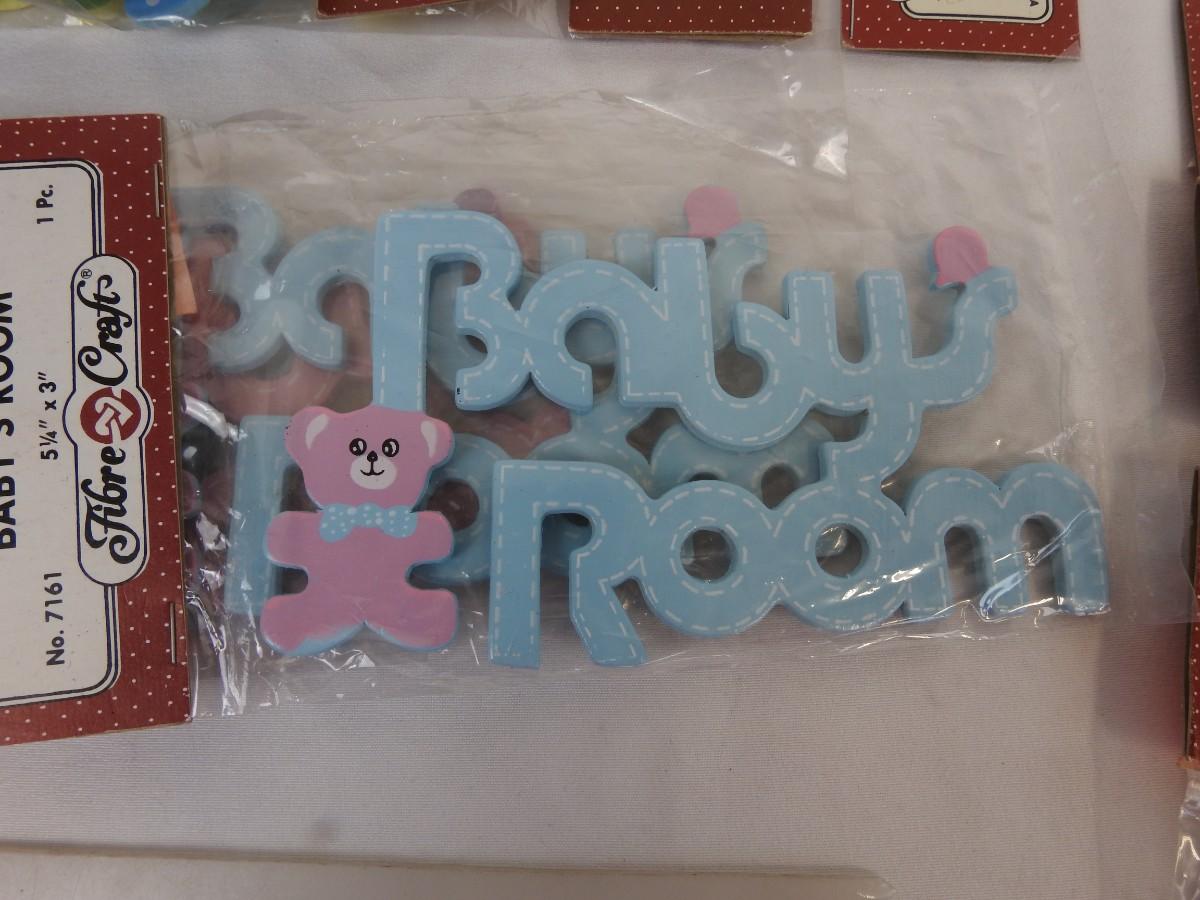 BABY'S ROOM
5¼" x 3"
No. 7161
1 Pc.
Fibre Craft®
Baby
Room